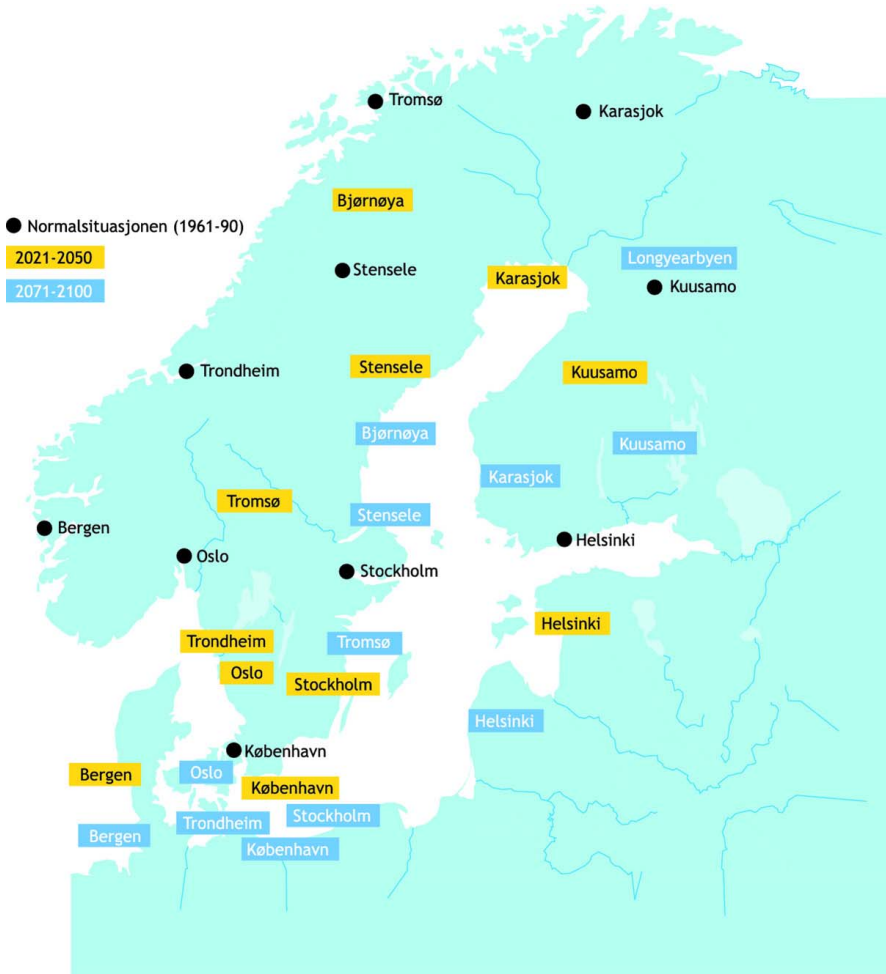 Tromsø
Karasjok
Bjørnøya
Normalsituasjonen (1961-90)
2021-2050
2071-2100
Longyearbyen
Stensele
Karasjok
Kuusamo
Trondheim
Stensele
Kuusamo
Bjørnøya
Kuusamo
Karasjok
Tromsø
Stensele
Bergen
Helsinki
Oslo
Stockholm
Helsinki
Trondheim
Tromsø
Oslo
Stockholm
Helsinki
København
Oslo
Bergen
København
Stockholm
Trondheim
Bergen
København